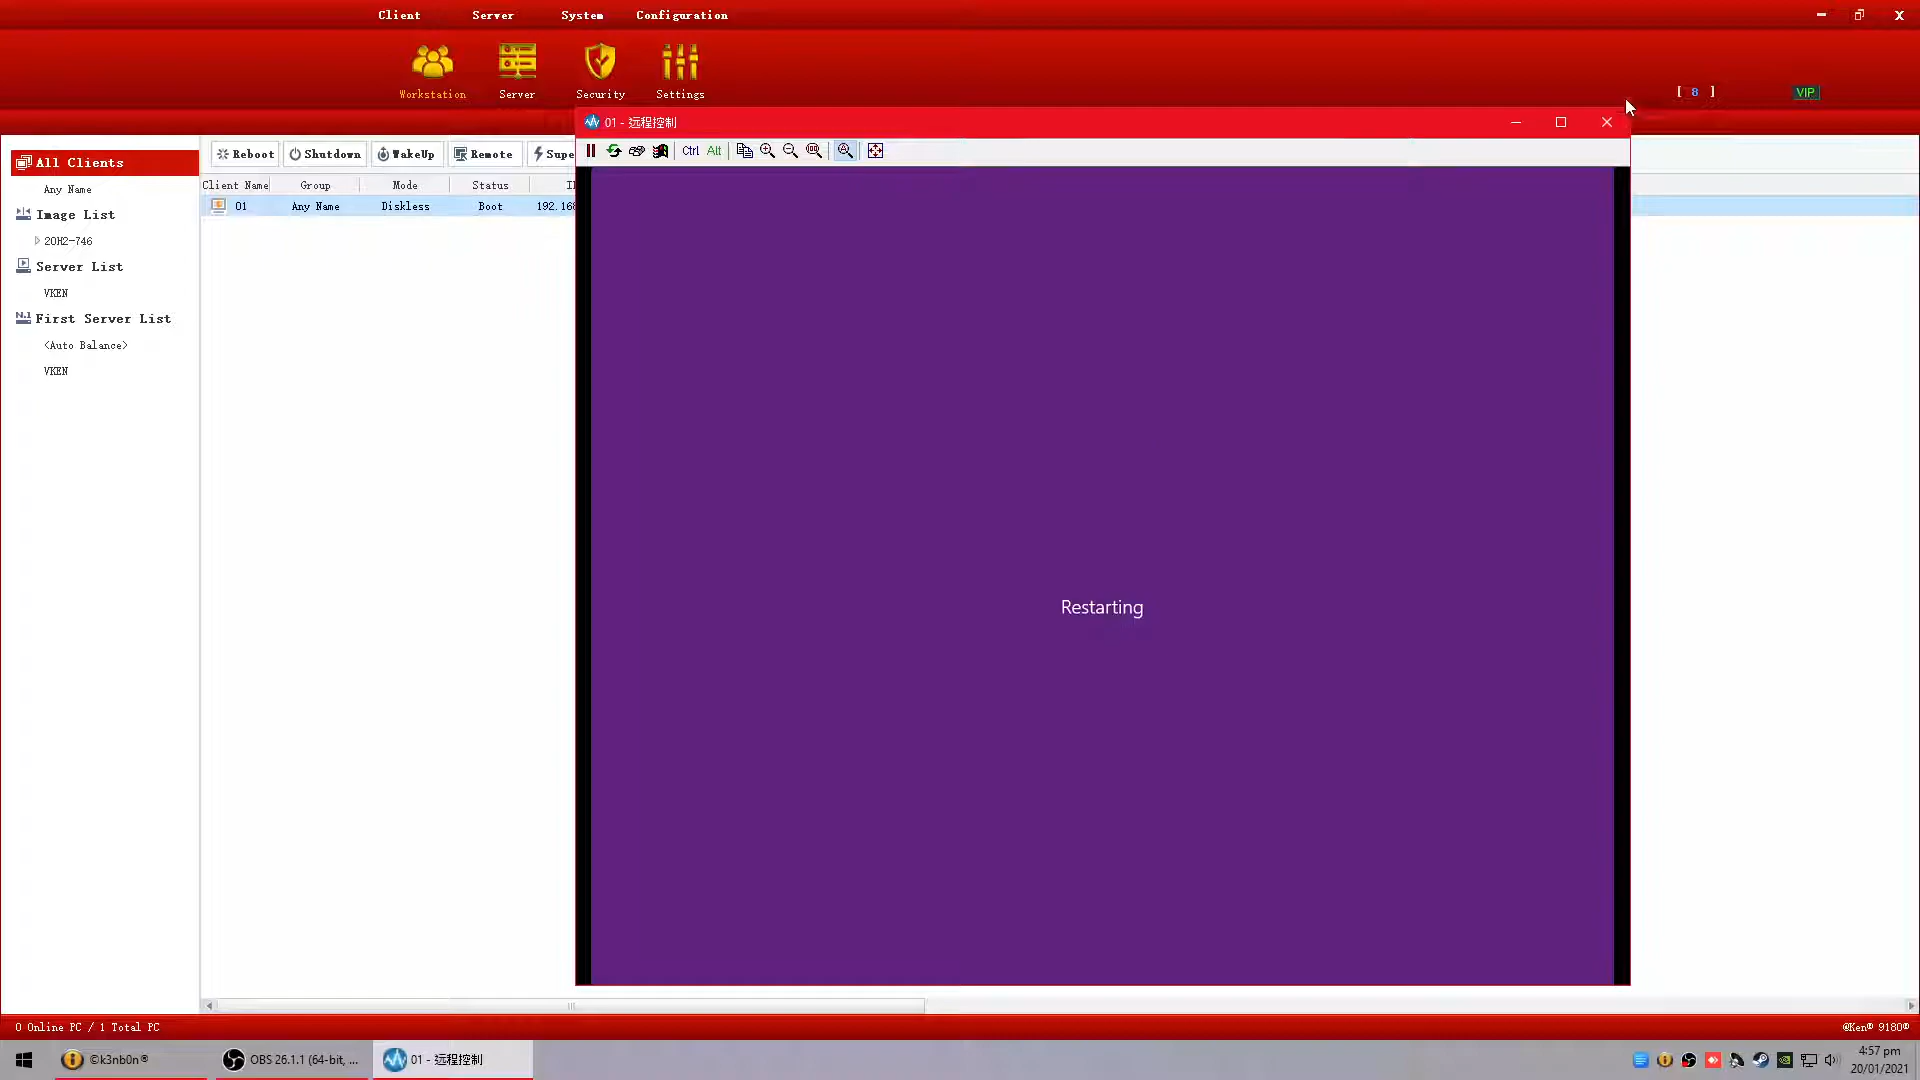 Client Server System Configuration
Workstation Server Security Settings
[ 8 ] VIP
01 - 远程控制
Ctrl Alt
All Clients
Any Name
Image List
20H2-746
Server List
VKEN
First Server List
<Auto Balance>
VKEN
Reboot Shutdown WakeUp Remote Supe
Client Name Group Mode Status I
01 Any Name Diskless Boot 192.168
Restarting
0 Online PC / 1 Total PC
@Ken® 9180®
©k3nb0n®
OBS 26.1.1 (64-bit, ...
01 - 远程控制
4:57 pm
20/01/2021